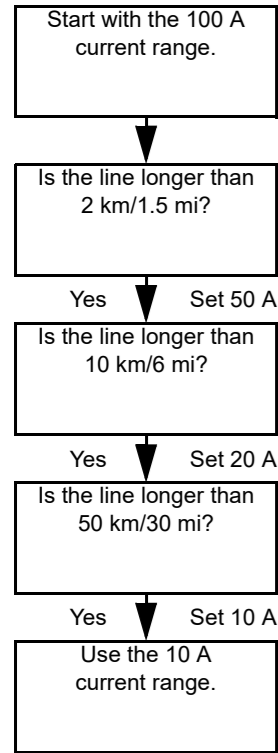 Start with the 100 A
current range.
Is the line longer than
2 km/1.5 mi?
Yes Set 50 A
Is the line longer than
10 km/6 mi?
Yes Set 20 A
Is the line longer than
50 km/30 mi?
Yes Set 10 A
Use the 10 A
current range.